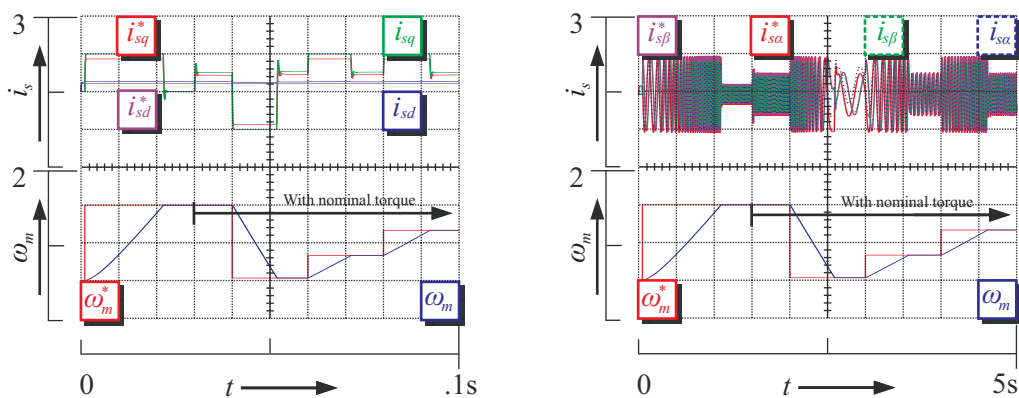 3
i*sq
isq
is
i*sd
isd
2
With nominal torque
ωm
ω*m
ωm
0
t
.1s
3
i*sβ
i*sα
isβ
isα
is
2
With nominal torque
ωm
ω*m
ωm
0
t
5s